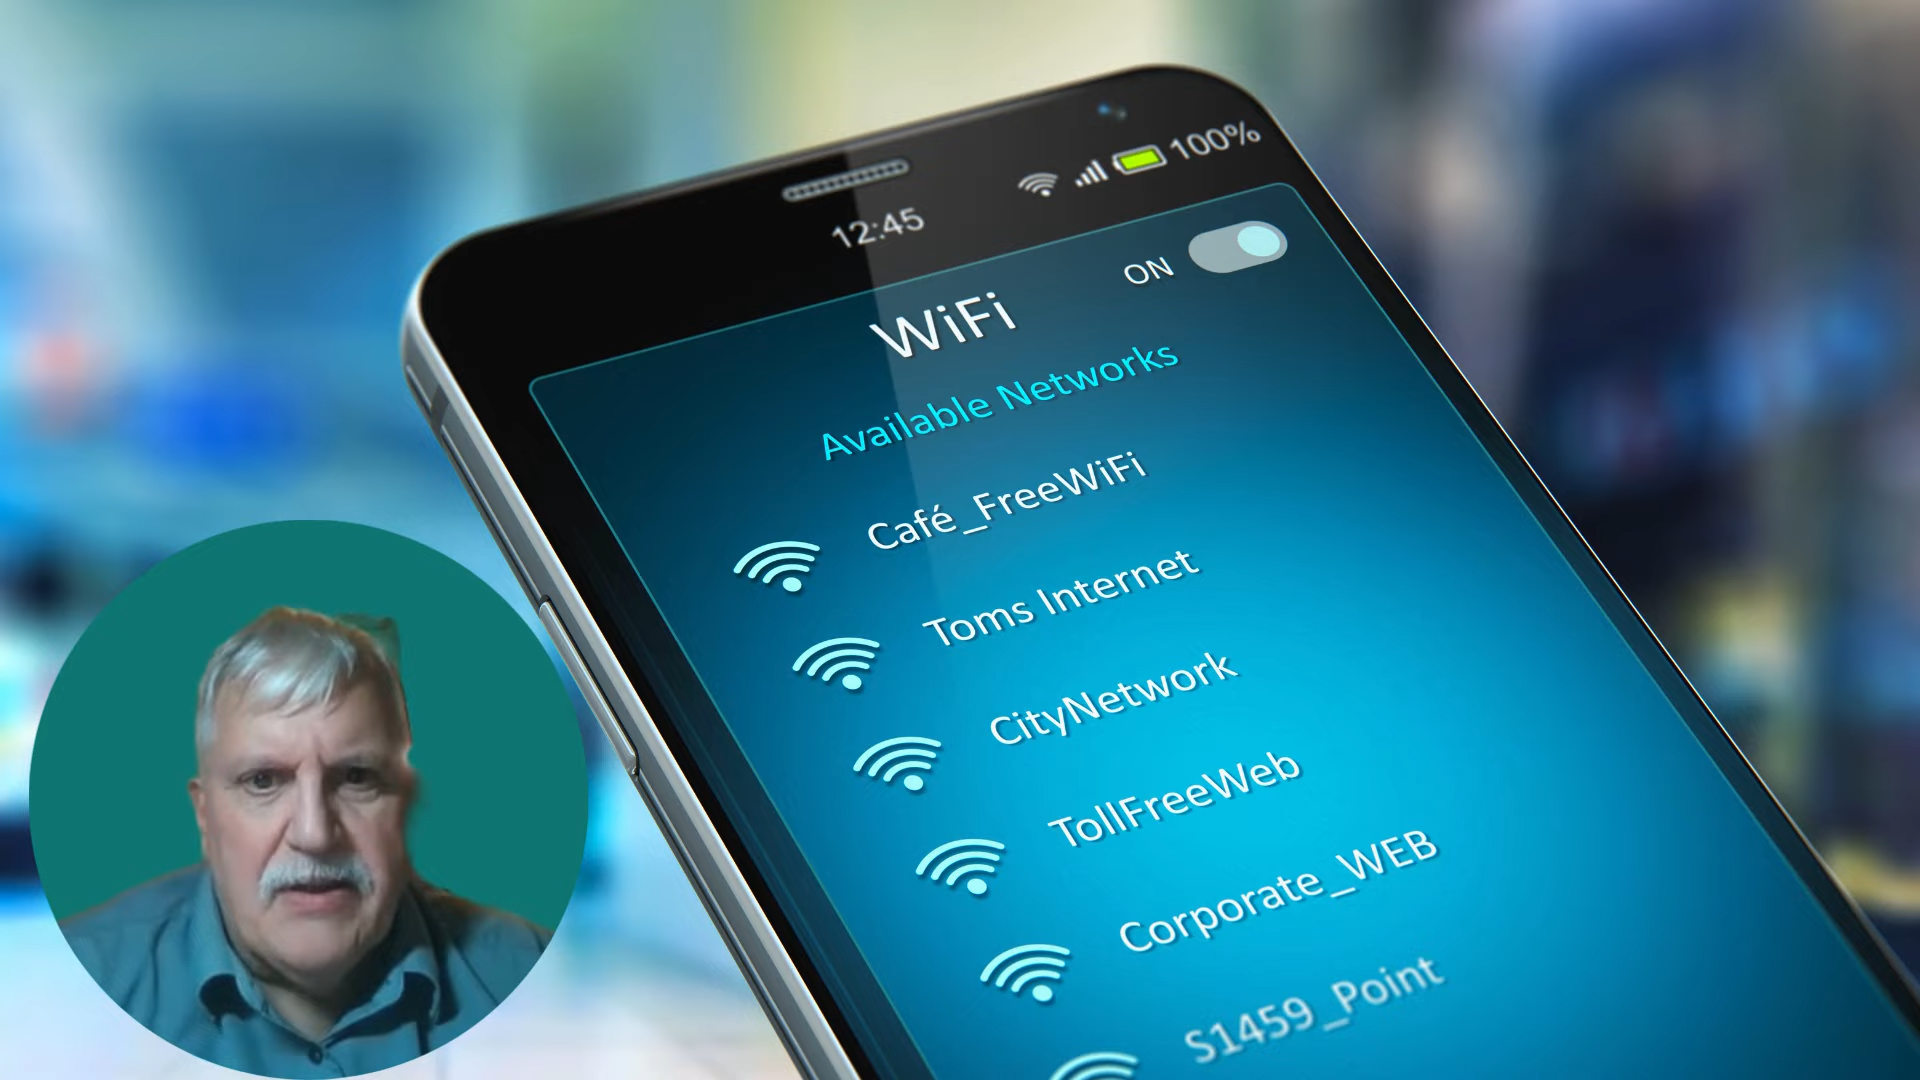 12:45
100%
ON
WiFi
Available Networks
Café_FreeWiFi
Toms Internet
CityNetwork
TollFreeWeb
Corporate_WEB
S1459_Point